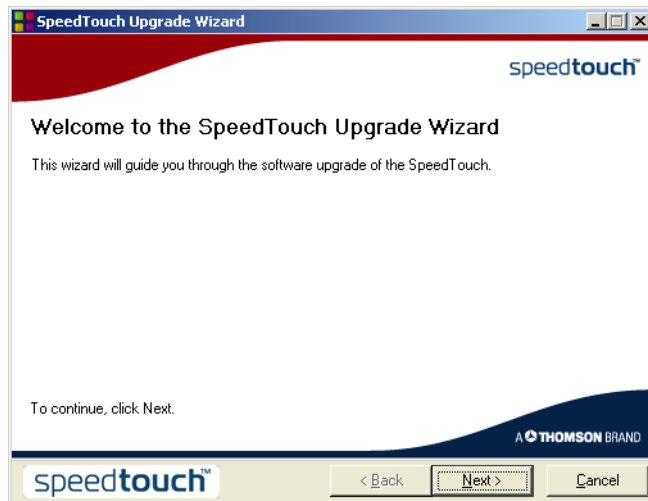 SpeedTouch Upgrade Wizard
speedtouch™
Welcome to the SpeedTouch Upgrade Wizard
This wizard will guide you through the software upgrade of the SpeedTouch.
To continue, click Next.
A THOMSON BRAND
speedtouch™
< Back
Next >
Cancel